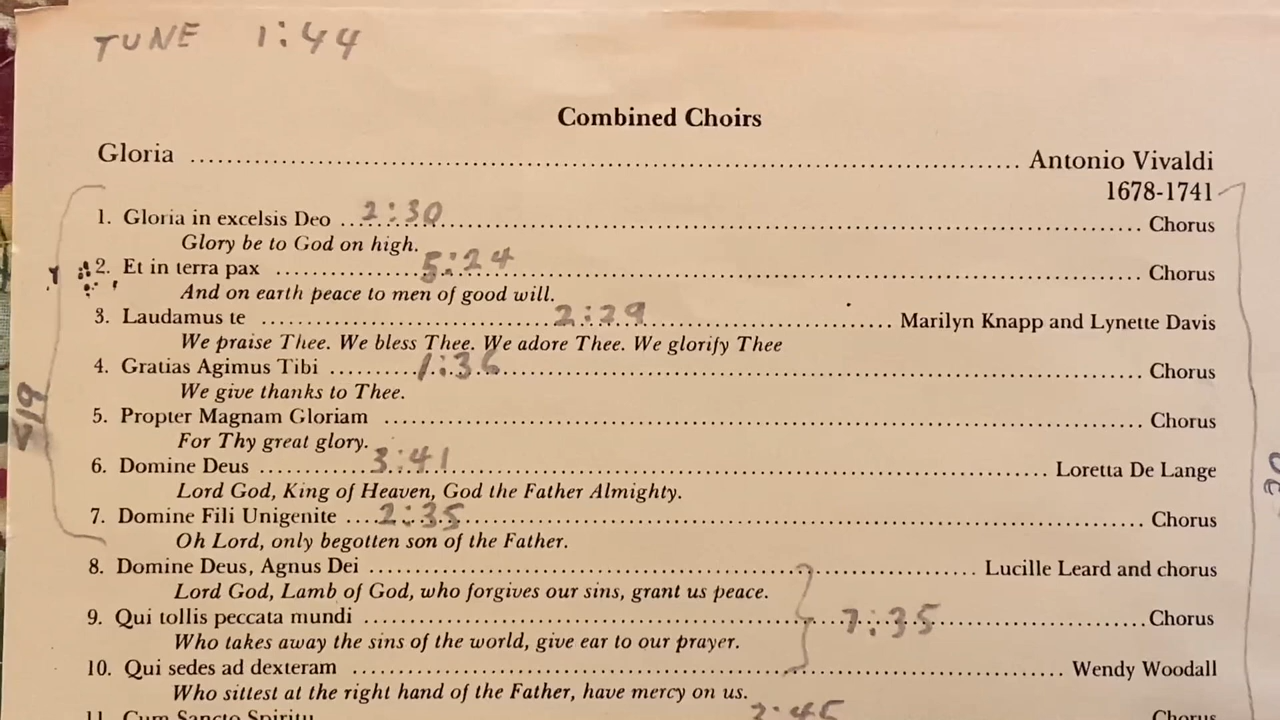 TUNE 1:44
Combined Choirs
Gloria ........ Antonio Vivaldi
1678-1741
1. Gloria in excelsis Deo ...2:30... Chorus
Glory be to God on high.
2. Et in terra pax ...5:24... Chorus
And on earth peace to men of good will.
3. Laudamus te ...2:29... Marilyn Knapp and Lynette Davis
We praise Thee. We bless Thee. We adore Thee. We glorify Thee
4. Gratias Agimus Tibi ...1:36... Chorus
We give thanks to Thee.
5. Propter Magnam Gloriam ........ Chorus
For Thy great glory.
6. Domine Deus ...3:41... Loretta De Lange
Lord God, King of Heaven, God the Father Almighty.
7. Domine Fili Unigenite ...2:35... Chorus
Oh Lord, only begotten son of the Father.
8. Domine Deus, Agnus Dei ........ Lucille Leard and chorus
Lord God, Lamb of God, who forgives our sins, grant us peace.
9. Qui tollis peccata mundi ...7:35... Chorus
Who takes away the sins of the world, give ear to our prayer.
10. Qui sedes ad dexteram ........ Wendy Woodall
Who sittest at the right hand of the Father, have mercy on us.
11. Cum Sancto Spiritu 2:45 Chorus